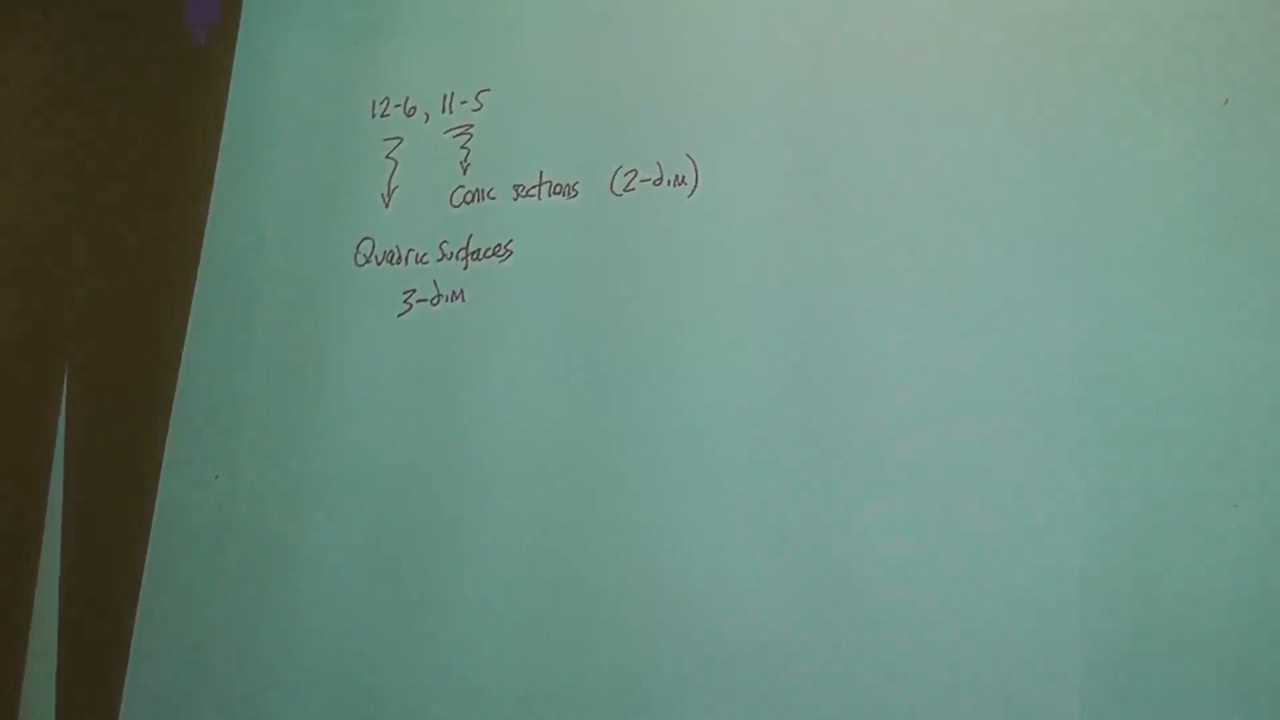 12-6, 11-5
Conic sections (2-dim)
Quadric Surfaces
3-dim